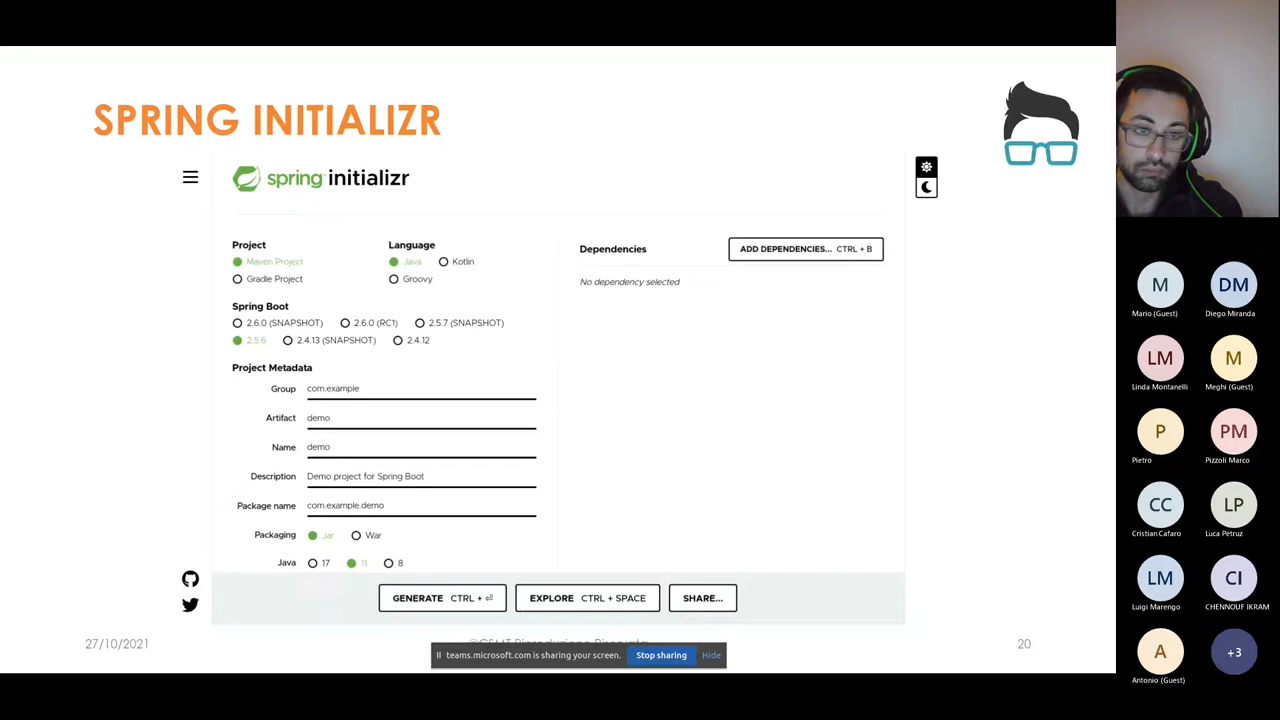 SPRING INITIALIZR
spring initializr
Project
Language
Maven Project
Java
Kotlin
Gradle Project
Groovy
Spring Boot
2.6.0 (SNAPSHOT)
2.6.0 (RC1)
2.5.7 (SNAPSHOT)
2.5.6
2.4.13 (SNAPSHOT)
2.4.12
Project Metadata
Group com.example
Artifact demo
Name demo
Description Demo project for Spring Boot
Package name com.example.demo
Packaging Jar War
Java 17 11 8
Dependencies
ADD DEPENDENCIES... CTRL + B
No dependency selected
GENERATE CTRL + ⏎
EXPLORE CTRL + SPACE
SHARE...
27/10/2021
20
teams.microsoft.com is sharing your screen. Stop sharing Hide
M
Mario (Guest)
DM
Diego Miranda
LM
Linda Montanelli
M
Meghi (Guest)
P
Pietro
PM
Pizzoli Marco
CC
Cristian Cafaro
LP
Luca Petruz
LM
Luigi Marengo
CI
CHENNOUF IKRAM
A
Antonio (Guest)
+3